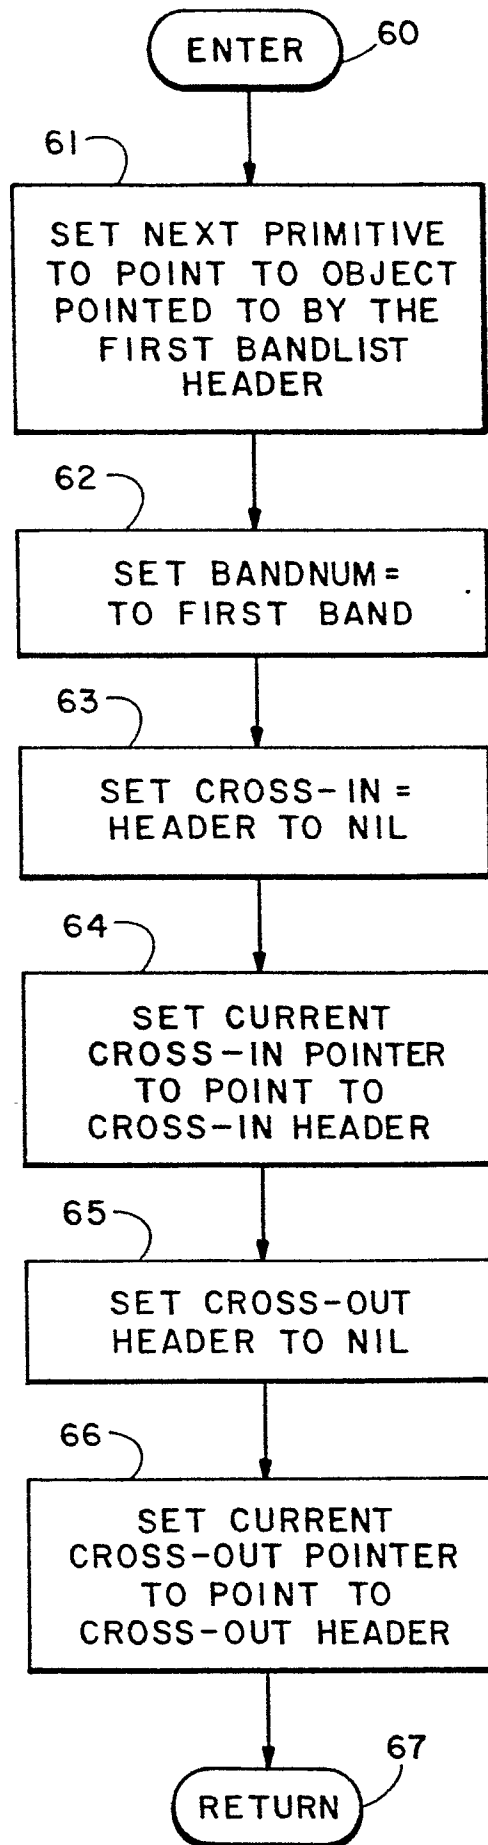 ENTER
60
61
SET NEXT PRIMITIVE
TO POINT TO OBJECT
POINTED TO BY THE
FIRST BANDLIST
HEADER
62
SET BANDNUM=
TO FIRST BAND
63
SET CROSS-IN=
HEADER TO NIL
64
SET CURRENT
CROSS-IN POINTER
TO POINT TO
CROSS-IN HEADER
65
SET CROSS-OUT
HEADER TO NIL
66
SET CURRENT
CROSS-OUT POINTER
TO POINT TO
CROSS-OUT HEADER
67
RETURN